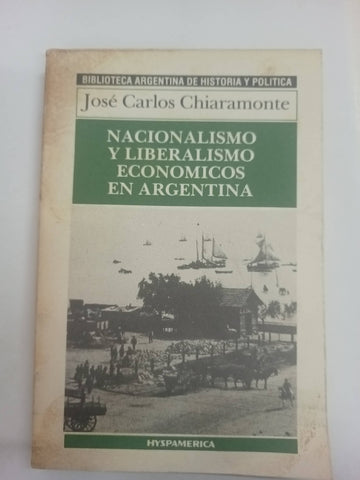 BIBLIOTECA ARGENTINA DE HISTORIA Y POLITICA
José Carlos Chiaramonte
NACIONALISMO
Y LIBERALISMO
ECONOMICOS
EN ARGENTINA
HYSPAMERICA